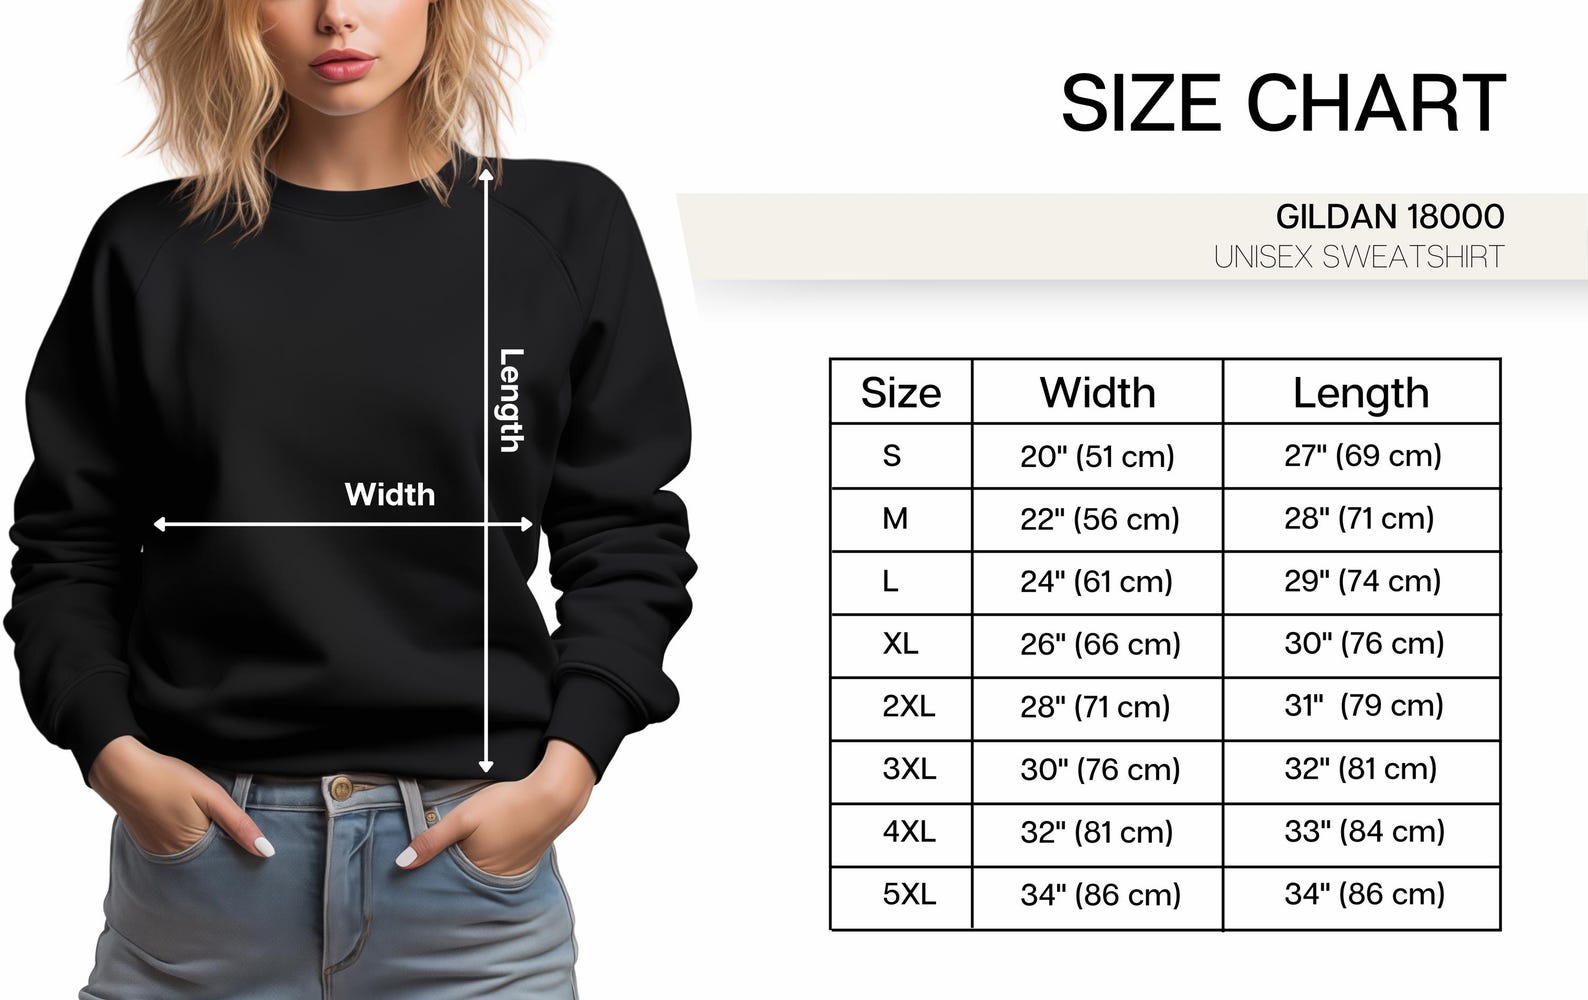 SIZE CHART
GILDAN 18000
UNISEX SWEATSHIRT
Length
Width
Size Width Length
S 20" (51 cm) 27" (69 cm)
M 22" (56 cm) 28" (71 cm)
L 24" (61 cm) 29" (74 cm)
XL 26" (66 cm) 30" (76 cm)
2XL 28" (71 cm) 31" (79 cm)
3XL 30" (76 cm) 32" (81 cm)
4XL 32" (81 cm) 33" (84 cm)
5XL 34" (86 cm) 34" (86 cm)